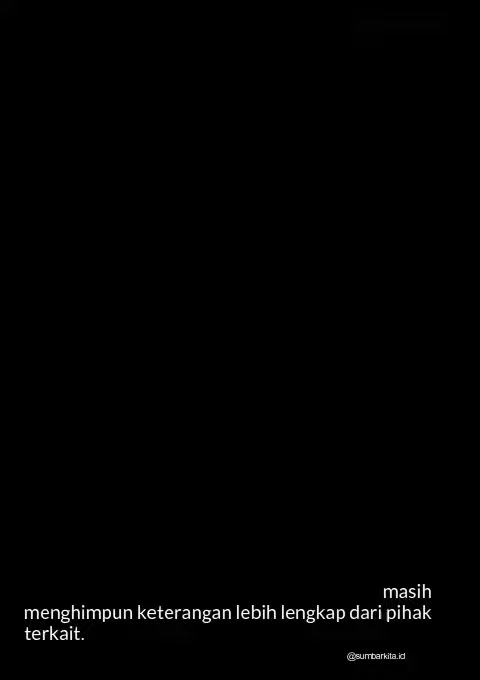 masih
menghimpun keterangan lebih lengkap dari pihak
terkait.
@sumbarkita.id